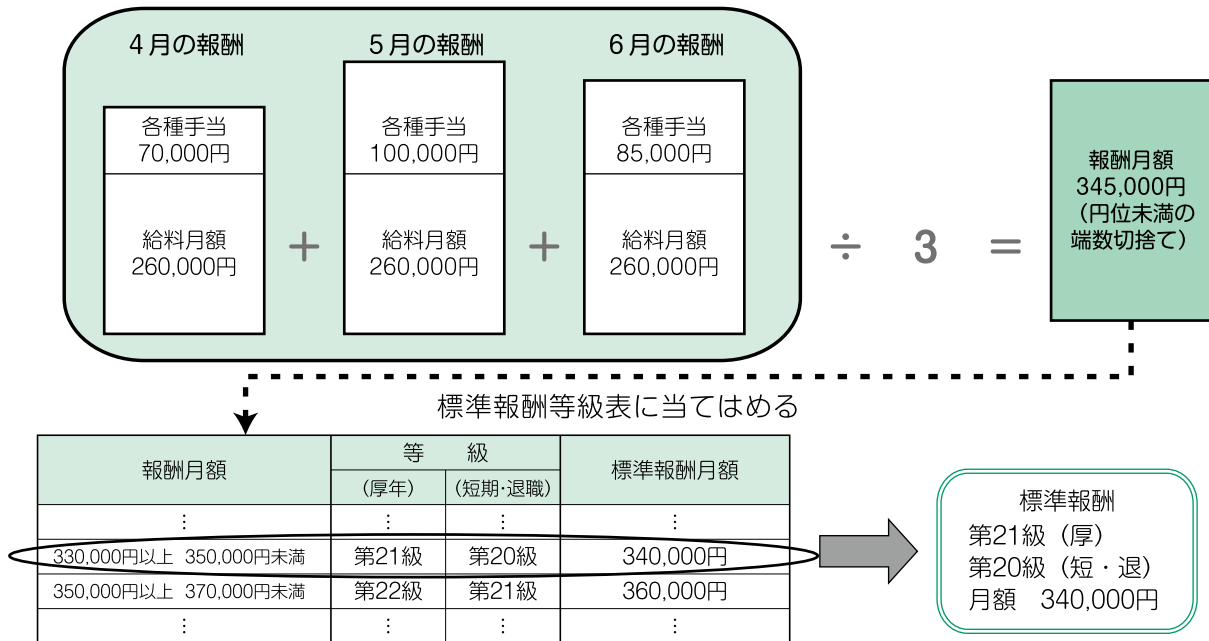 4月の報酬
5月の報酬
6月の報酬
各種手当
70,000円
給料月額
260,000円
+
各種手当
100,000円
給料月額
260,000円
+
各種手当
85,000円
給料月額
260,000円
÷ 3 =
報酬月額
345,000円
(円位未満の
端数切捨て)
標準報酬等級表に当てはめる
報酬月額 等 級 標準報酬月額
(厚年) (短期・退職)
⋮ ⋮ ⋮ ⋮
330,000円以上 350,000円未満 第21級 第20級 340,000円
350,000円以上 370,000円未満 第22級 第21級 360,000円
⋮ ⋮ ⋮ ⋮
標準報酬
第21級(厚)
第20級(短・退)
月額 340,000円